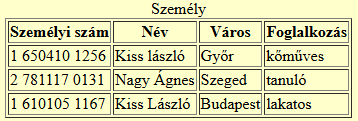 Személy
Személyi szám Név Város Foglalkozás
1 650410 1256 Kiss lászló Győr kőműves
2 781117 0131 Nagy Ágnes Szeged tanuló
1 610105 1167 Kiss László Budapest lakatos